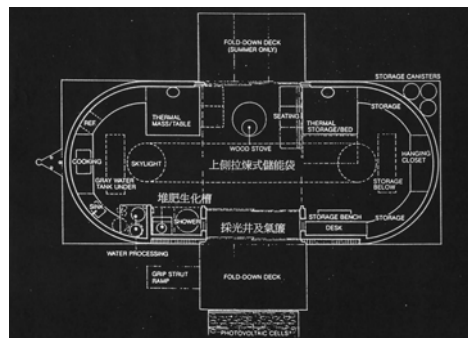 FOLD-DOWN DECK
(SUMMER ONLY)
STORAGE CANISTERS
REF.
THERMAL
MASS/TABLE
SEATING
THERMAL
STORAGE/BED
STORAGE
WOOD STOVE
COOKING
SKYLIGHT
上側拉煉式儲能袋
HANGING
CLOSET
GRAY WATER
TANK UNDER
STORAGE
BELOW
堆肥生化槽
SINK
SHOWER
採光井及氣簾
STORAGE BENCH
DESK
STORAGE
WATER PROCESSING
GRIP STRUT
RAMP
FOLD-DOWN DECK
PHOTOVOLTAIC CELLS